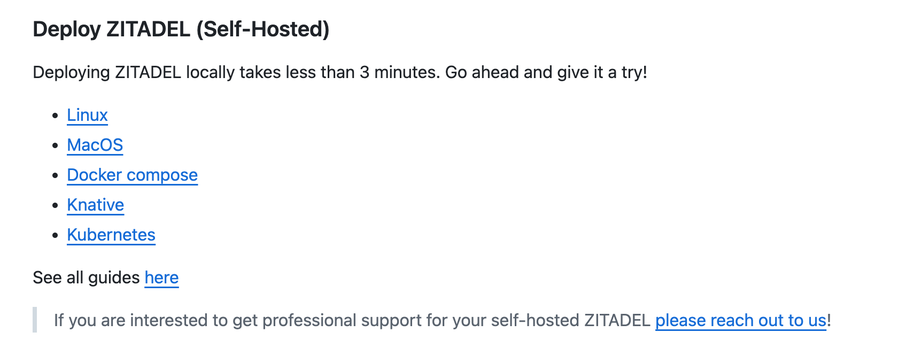 Deploy ZITADEL (Self-Hosted)
Deploying ZITADEL locally takes less than 3 minutes. Go ahead and give it a try!
• Linux
• MacOS
• Docker compose
• Knative
• Kubernetes
See all guides here
If you are interested to get professional support for your self-hosted ZITADEL please reach out to us!